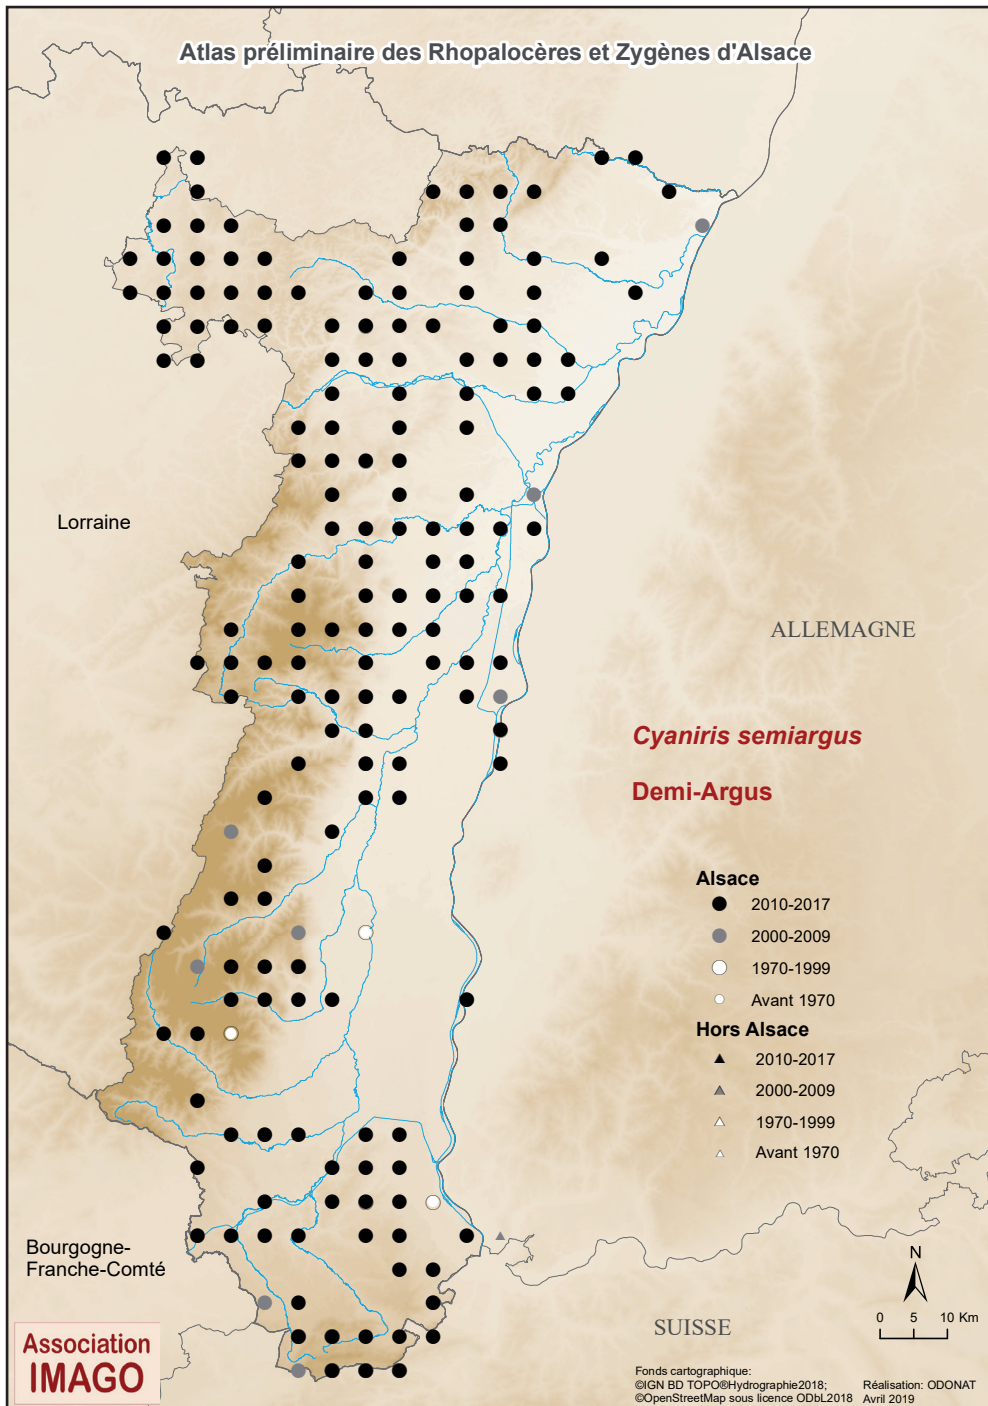 Atlas préliminaire des Rhopalocères et Zygènes d'Alsace
Lorraine
ALLEMAGNE
Cyaniris semiargus
Demi-Argus
Alsace
2010-2017
2000-2009
1970-1999
Avant 1970
Hors Alsace
2010-2017
2000-2009
1970-1999
Avant 1970
Bourgogne-
Franche-Comté
N
0 5 10 Km
SUISSE
Association
IMAGO
Fonds cartographique:
©IGN BD TOPO®Hydrographie2018;
©OpenStreetMap sous licence ODbL2018
Réalisation: ODONAT
Avril 2019